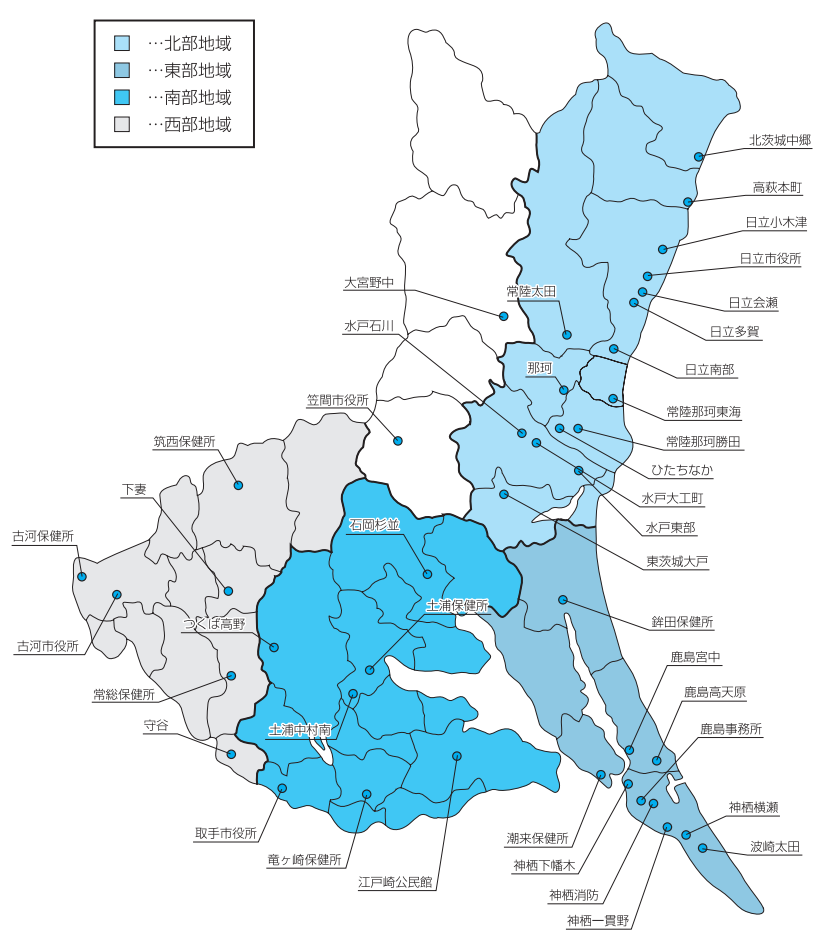 …北部地域
…東部地域
…南部地域
…西部地域
北茨城中郷
高萩本町
日立小木津
日立市役所
日立会瀬
日立多賀
日立南部
大宮野中
常陸太田
水戸石川
那珂
笠間市役所
常陸那珂東海
常陸那珂勝田
ひたちなか
水戸大工町
水戸東部
東茨城大戸
筑西保健所
下妻
古河保健所
石岡杉並
土浦保健所
つくば高野
古河市役所
鉾田保健所
鹿島宮中
鹿島高天原
鹿島事務所
常総保健所
守谷
土浦中村南
神栖横瀬
波崎太田
取手市役所
竜ヶ崎保健所
江戸崎公民館
潮来保健所
神栖下幡木
神栖消防
神栖一貫野